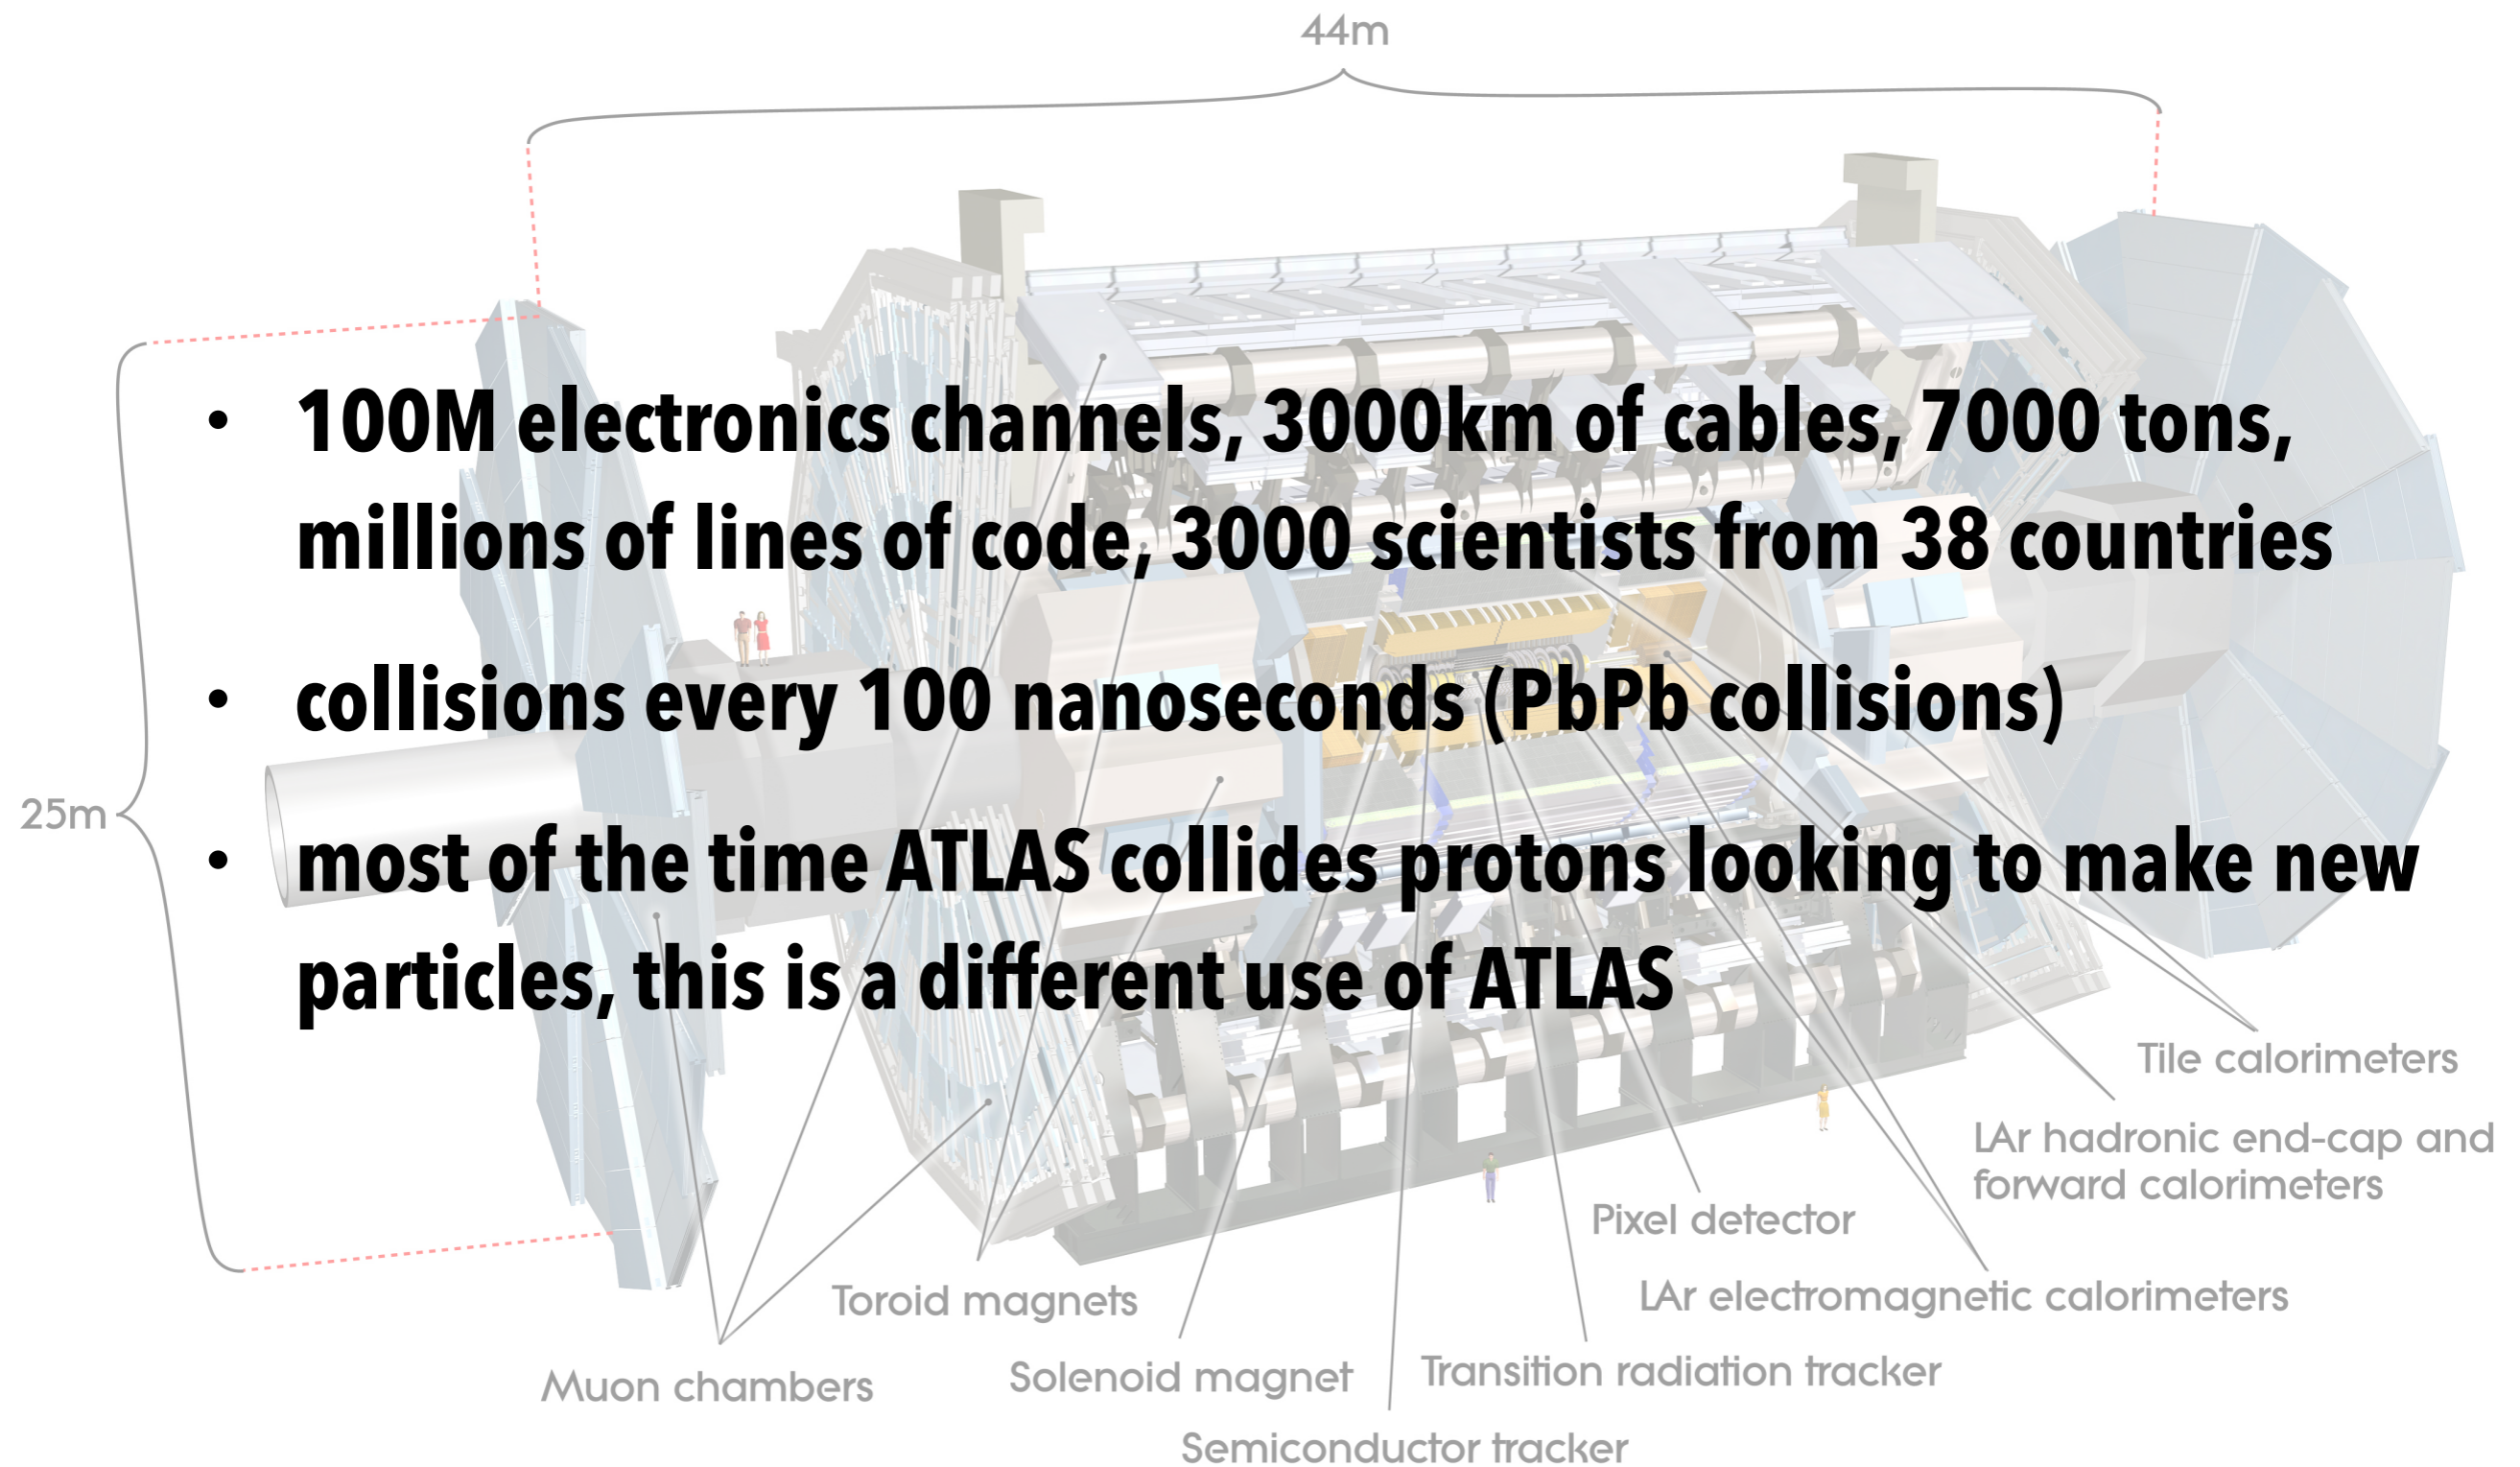 44m
• 100M electronics channels, 3000km of cables, 7000 tons,
millions of lines of code, 3000 scientists from 38 countries
• collisions every 100 nanoseconds (PbPb collisions)
25m
• most of the time ATLAS collides protons looking to make new
particles, this is a different use of ATLAS
Tile calorimeters
LAr hadronic end-cap and
forward calorimeters
Pixel detector
LAr electromagnetic calorimeters
Toroid magnets
Transition radiation tracker
Solenoid magnet
Muon chambers
Semiconductor tracker